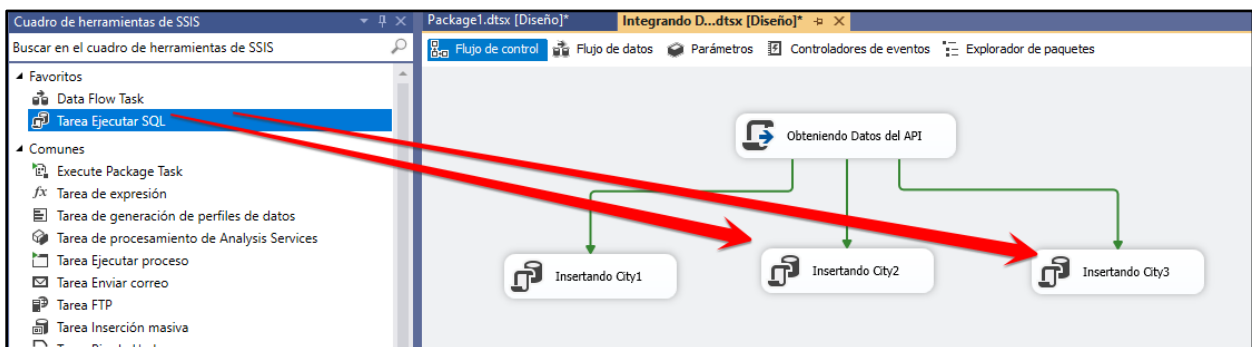 Cuadro de herramientas de SSIS
Buscar en el cuadro de herramientas de SSIS
Favoritos
Data Flow Task
Tarea Ejecutar SQL
Comunes
Execute Package Task
fx Tarea de expresión
Tarea de generación de perfiles de datos
Tarea de procesamiento de Analysis Services
Tarea Ejecutar proceso
Tarea Enviar correo
Tarea FTP
Tarea Inserción masiva
Package1.dtsx [Diseño]* Integrando D...dtsx [Diseño]*
Flujo de control Flujo de datos Parámetros Controladores de eventos Explorador de paquetes
Obteniendo Datos del API
Insertando City1 Insertando City2 Insertando City3